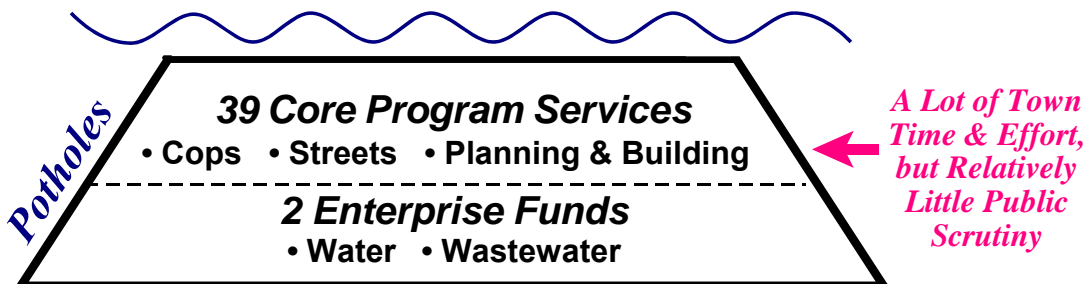 Potholes
39 Core Program Services
• Cops • Streets • Planning & Building
2 Enterprise Funds
• Water • Wastewater
A Lot of Town
Time & Effort,
but Relatively
Little Public
Scrutiny